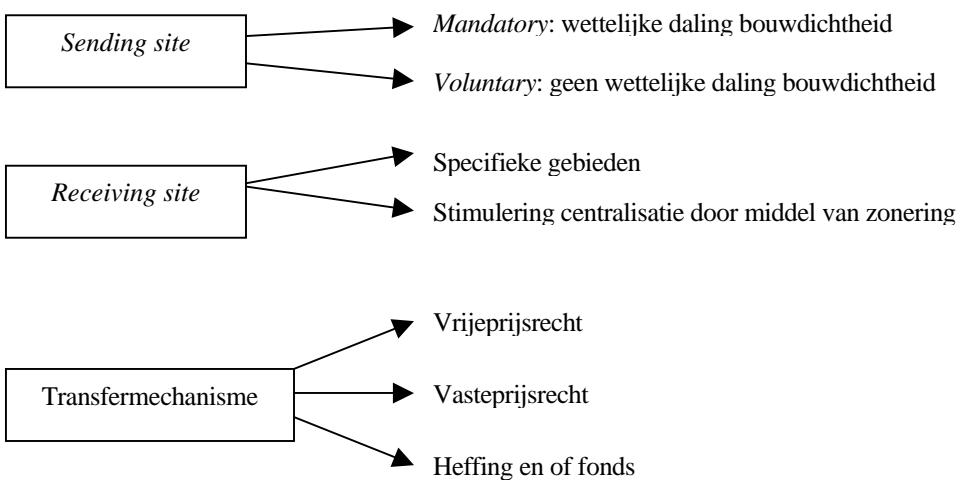 Sending site
Mandatory: wettelijke daling bouwdichtheid
Voluntary: geen wettelijke daling bouwdichtheid
Receiving site
Specifieke gebieden
Stimulering centralisatie door middel van zonering
Transfermechanisme
Vrijeprijsrecht
Vasteprijsrecht
Heffing en of fonds